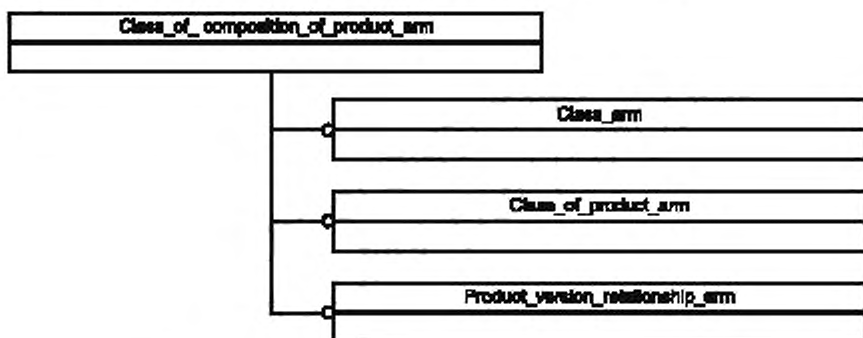 Class_of_ composition_of_product_arm
Class_arm
Class_of_product_arm
Product_version_relationship_arm